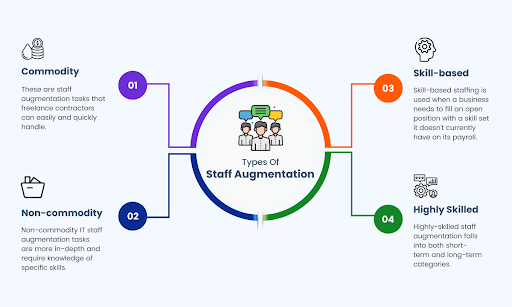 Commodity
These are staff
augmentation tasks that
freelance contractors
can easily and quickly
handle.
01
Non-commodity
Non-commodity IT staff
augmentation tasks
are more in-depth and
require knowledge of
specific skills.
02
Types Of
Staff Augmentation
03
Skill-based
Skill-based staffing is
used when a business
needs to fill an open
position with a skill set
it doesn't currently
have on its payroll.
04
Highly Skilled
Highly-skilled staff
augmentation falls
into both short-
term and long-term
categories.